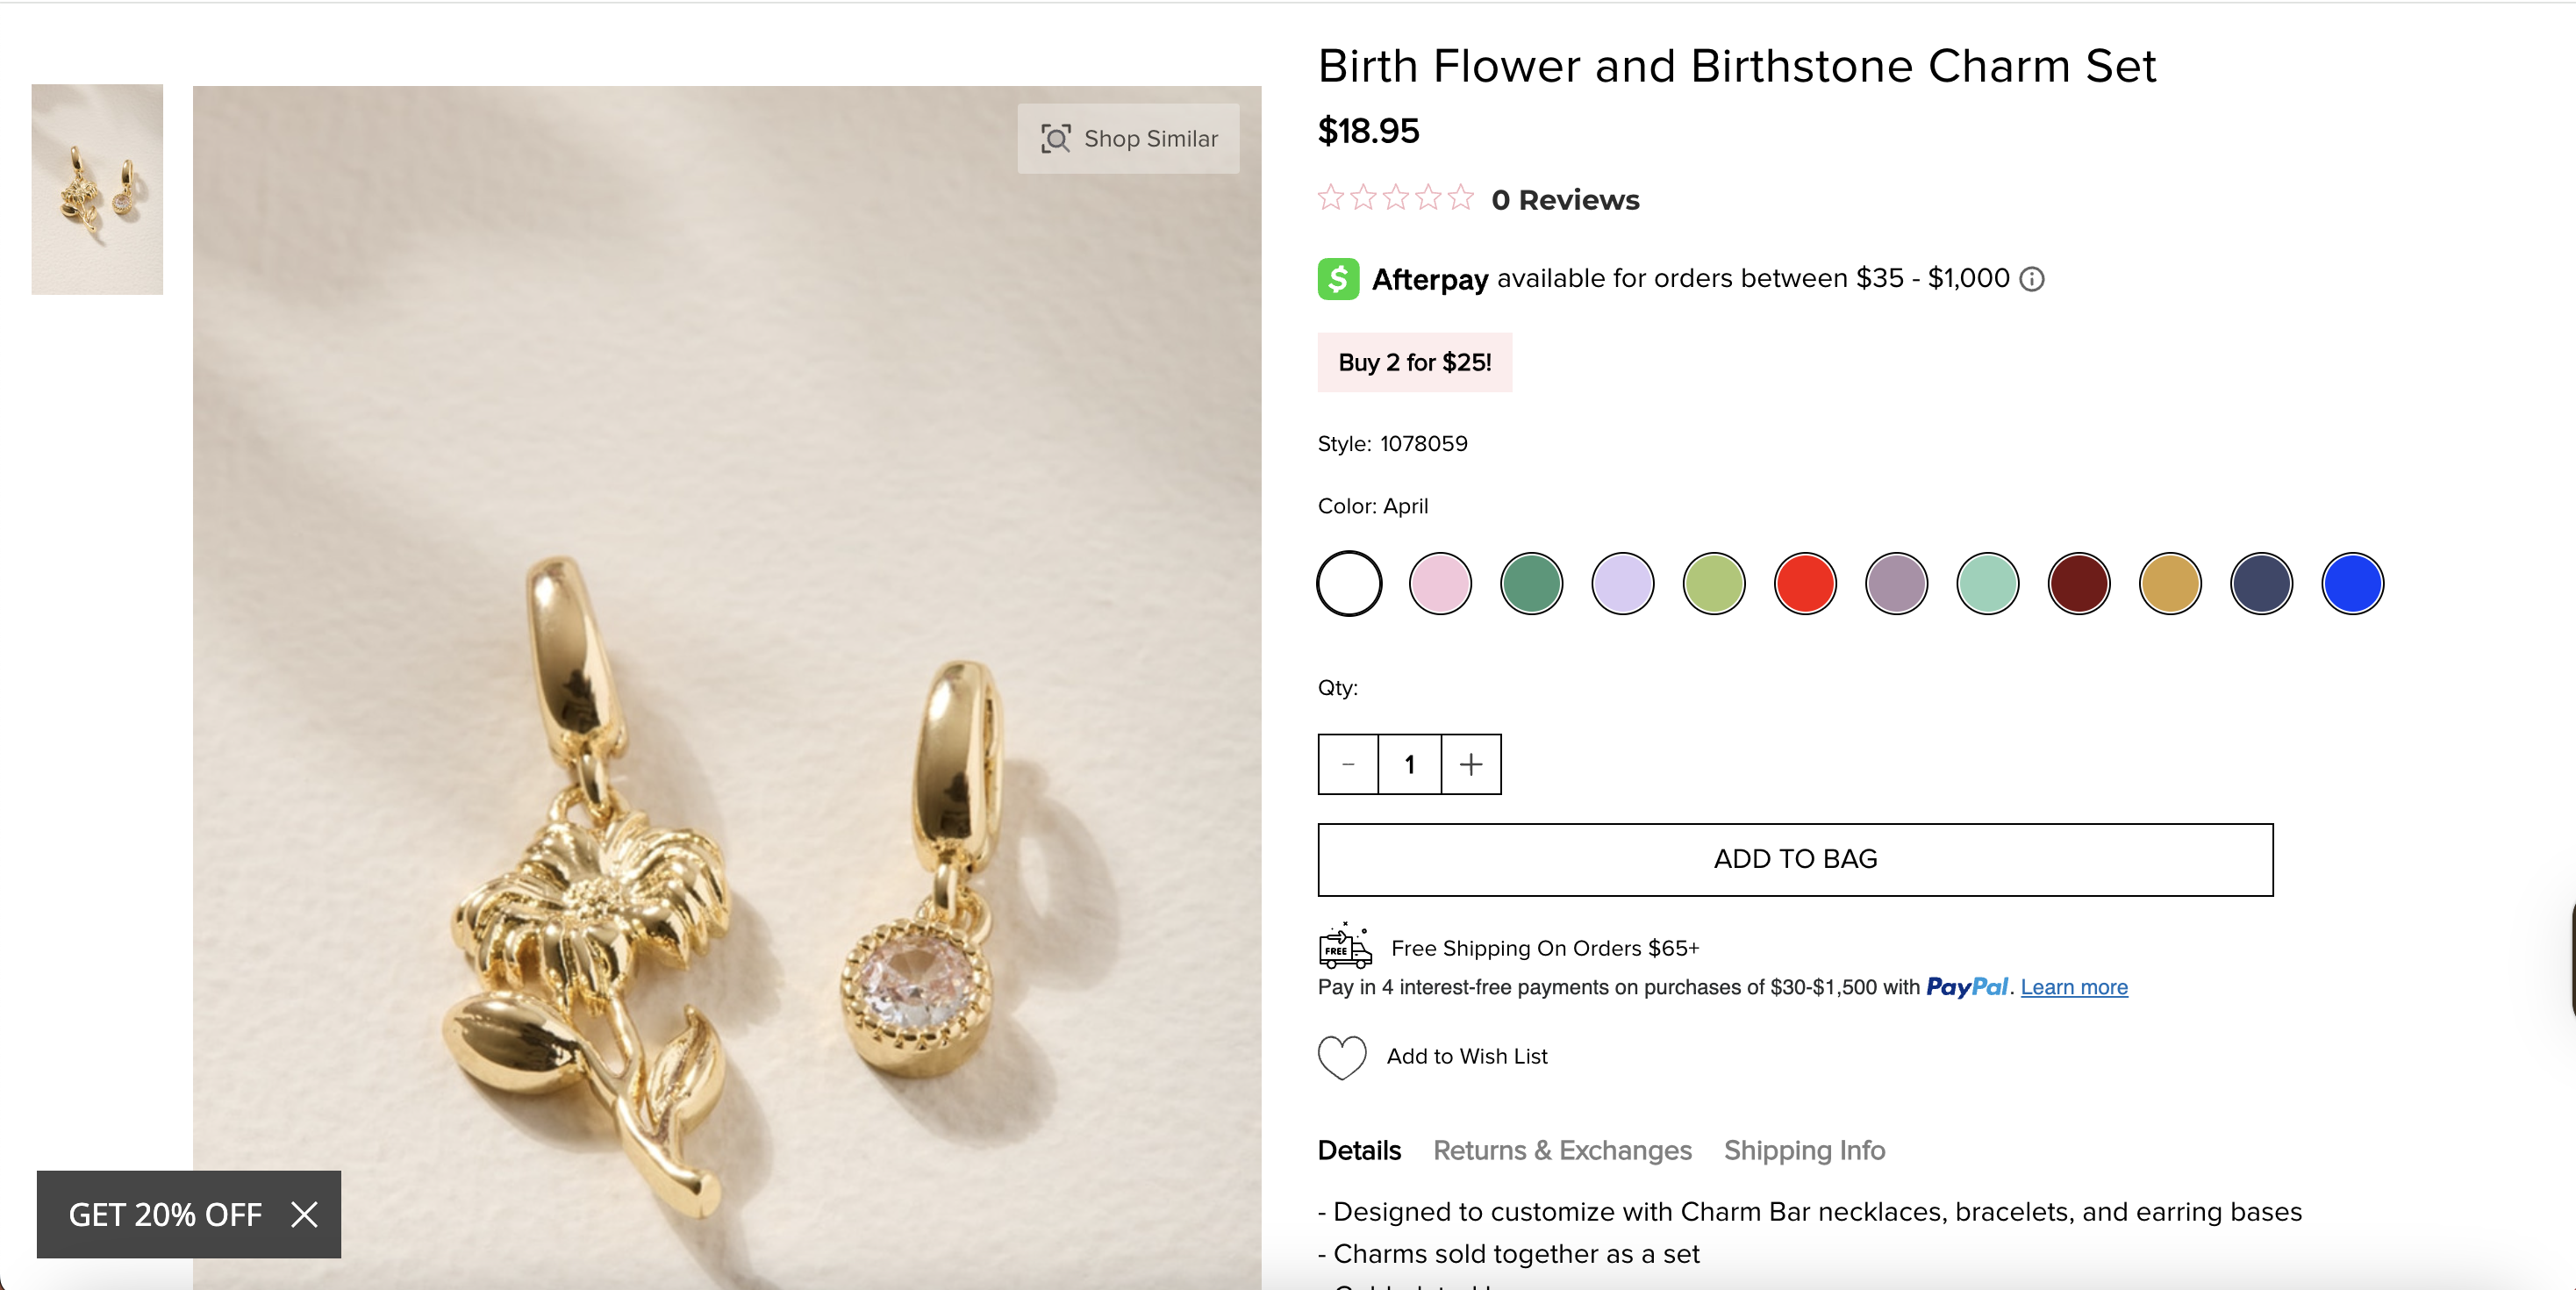 Birth Flower and Birthstone Charm Set
$18.95
0 Reviews
Afterpay available for orders between $35 - $1,000
Buy 2 for $25!
Style: 1078059
Color: April
Qty:
- 1 +
ADD TO BAG
FREE Free Shipping On Orders $65+
Pay in 4 interest-free payments on purchases of $30-$1,500 with PayPal. Learn more
Add to Wish List
Details Returns & Exchanges Shipping Info
- Designed to customize with Charm Bar necklaces, bracelets, and earring bases
- Charms sold together as a set
Shop Similar
GET 20% OFF